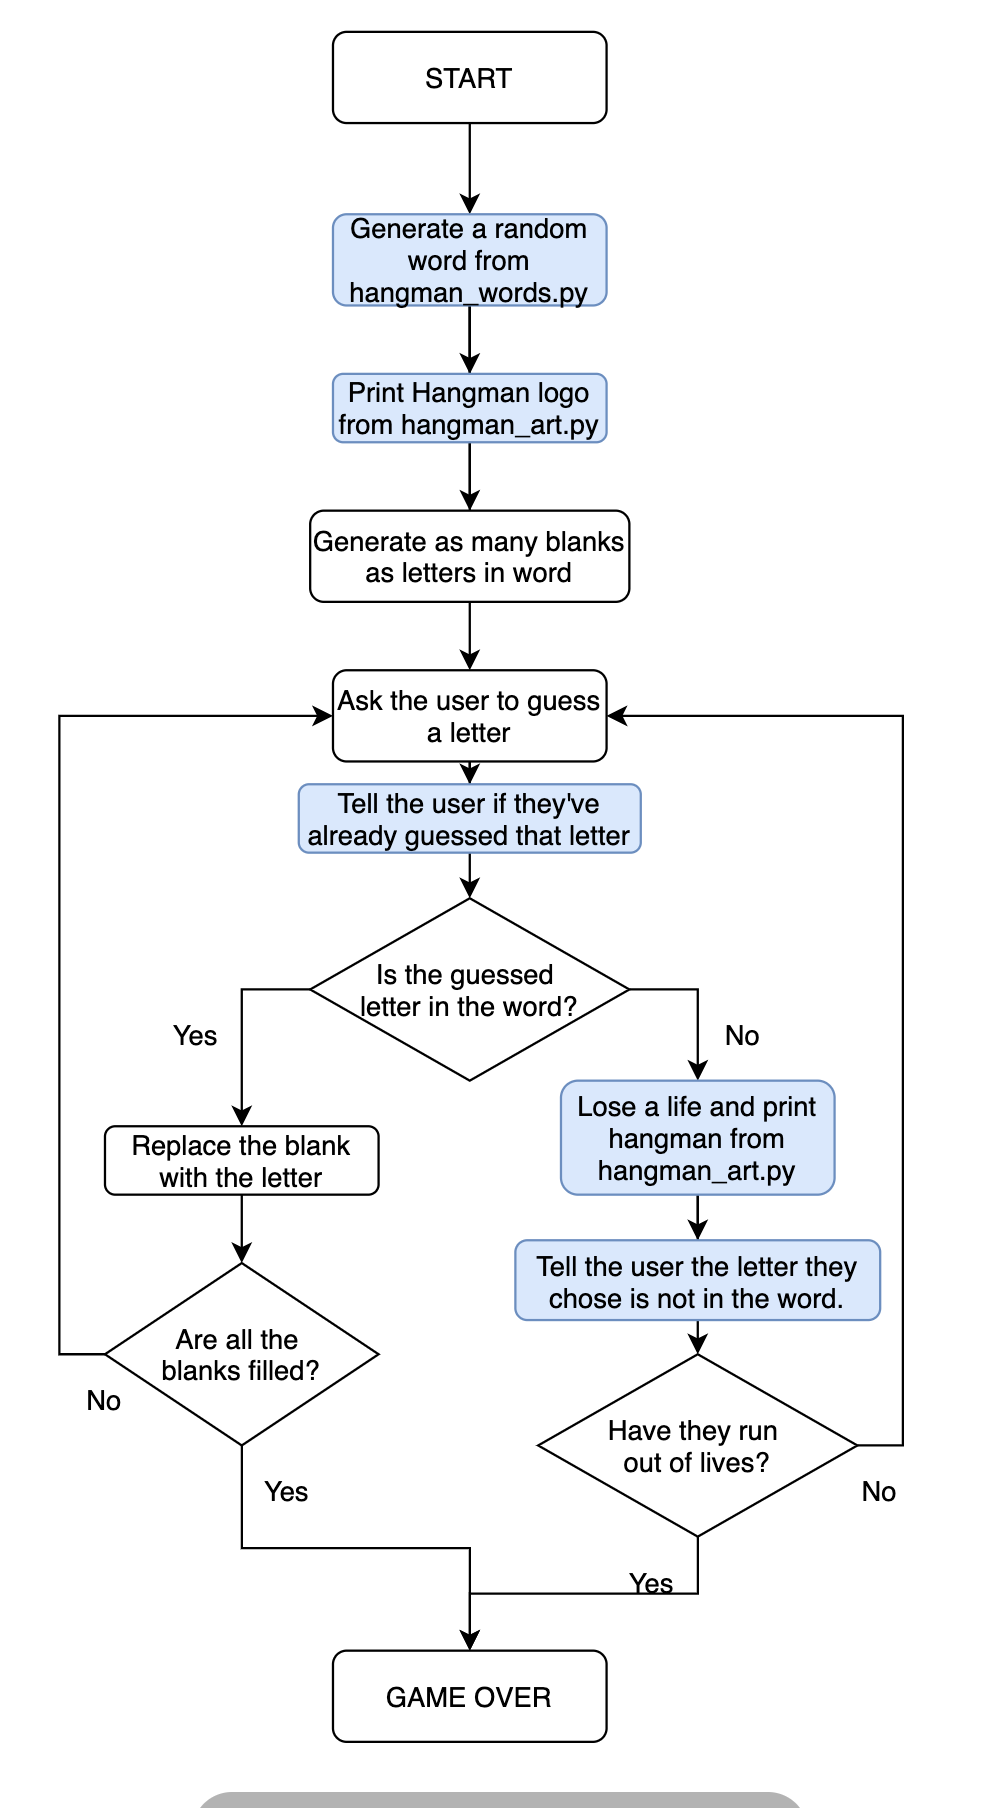 START
Generate a random
word from
hangman_words.py
Print Hangman logo
from hangman_art.py
Generate as many blanks
as letters in word
Ask the user to guess
a letter
Tell the user if they've
already guessed that letter
Is the guessed
letter in the word?
Yes
No
Lose a life and print
hangman from
hangman_art.py
Replace the blank
with the letter
Tell the user the letter they
chose is not in the word.
Are all the
blanks filled?
No
Have they run
out of lives?
Yes
No
Yes
GAME OVER